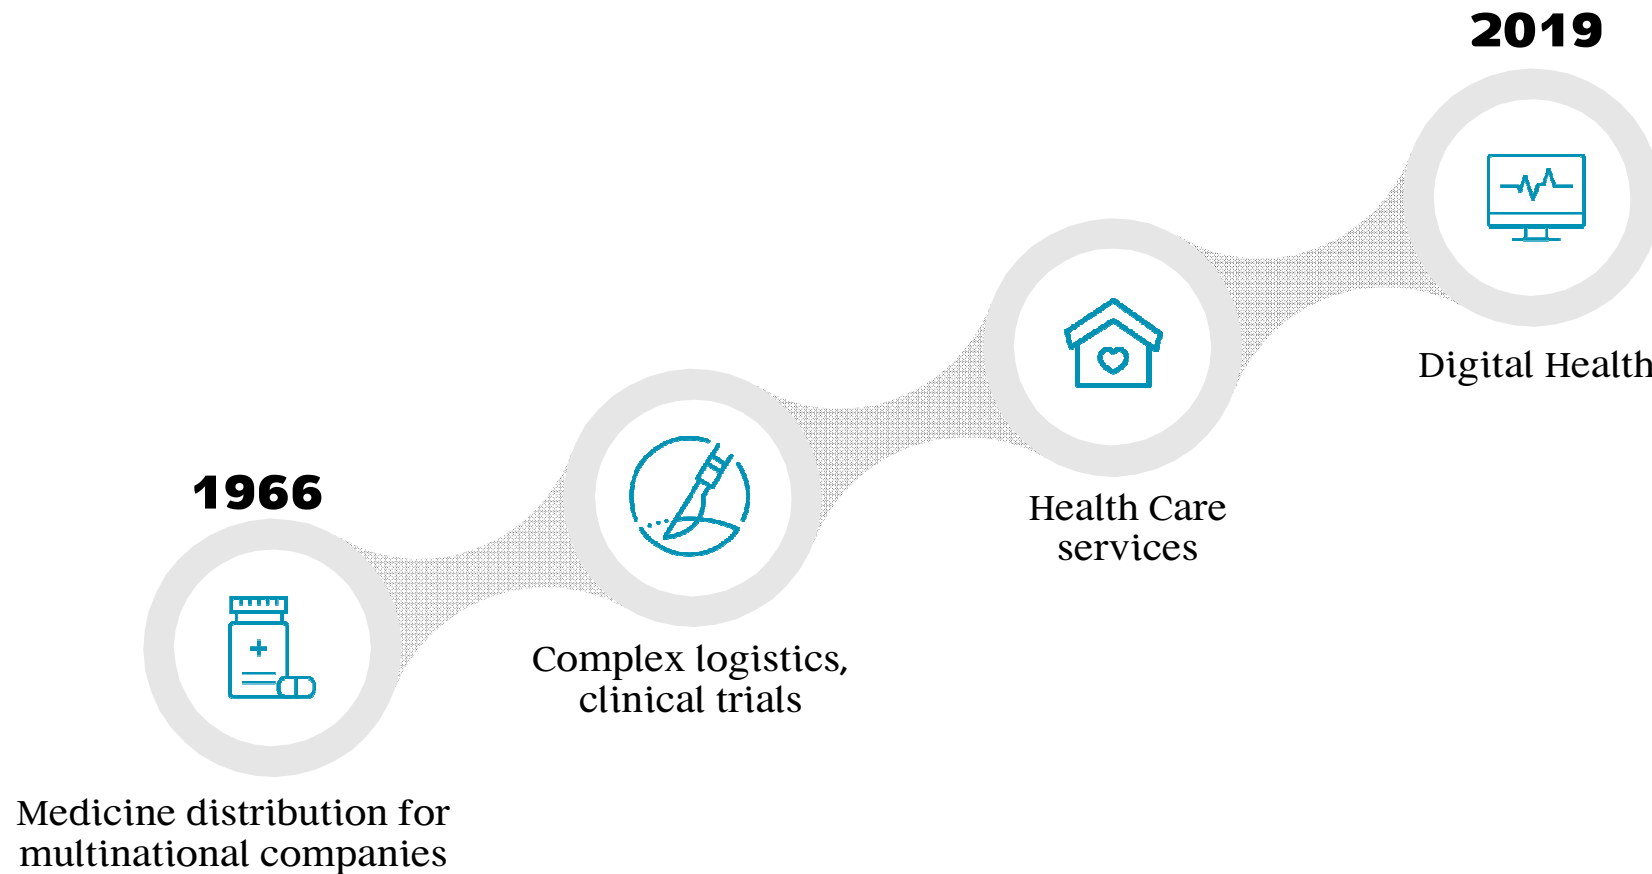 1966
Medicine distribution for
multinational companies
Complex logistics,
clinical trials
Health Care
services
2019
Digital Health